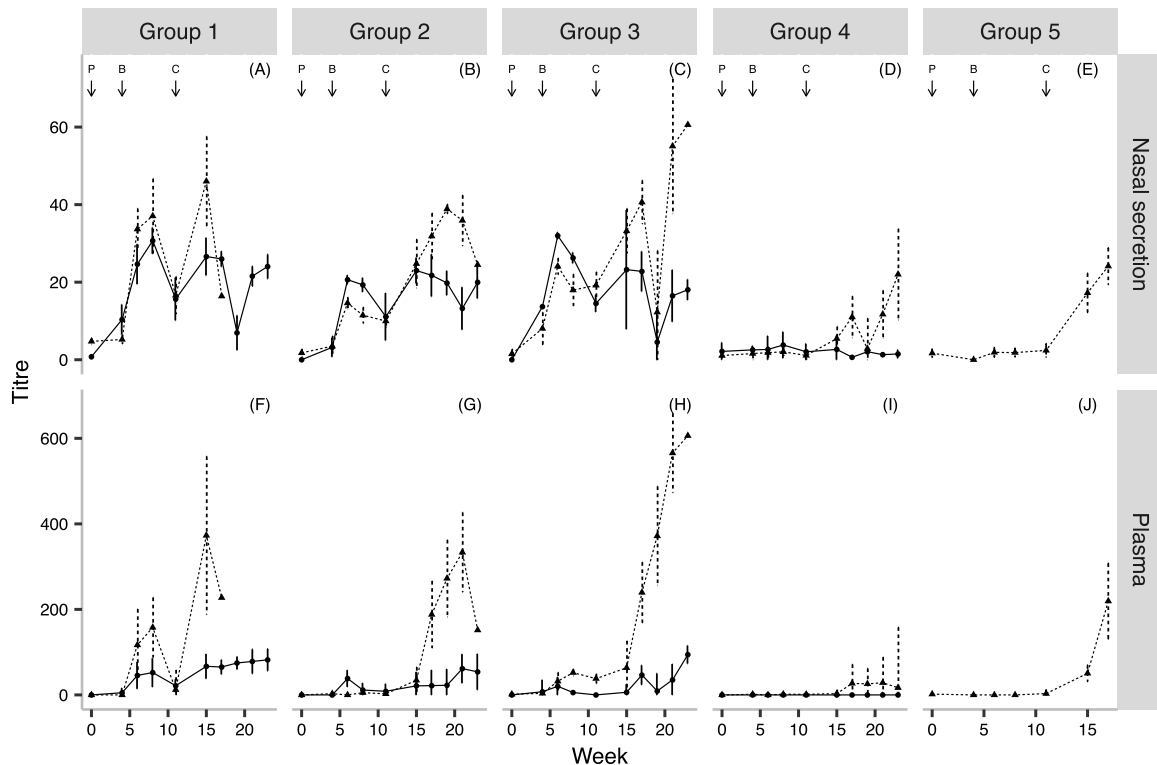 Group 1 Group 2 Group 3 Group 4 Group 5
P B C (A) P B C (B) P B C (C) P B C (D) P B C (E)
60
40
20
0
Nasal secretion
Titre
(F) (G) (H) (I) (J)
600
400
200
0
Plasma
0 5 10 15 20 0 5 10 15 20 0 5 10 15 20 0 5 10 15 20 0 5 10 15
Week